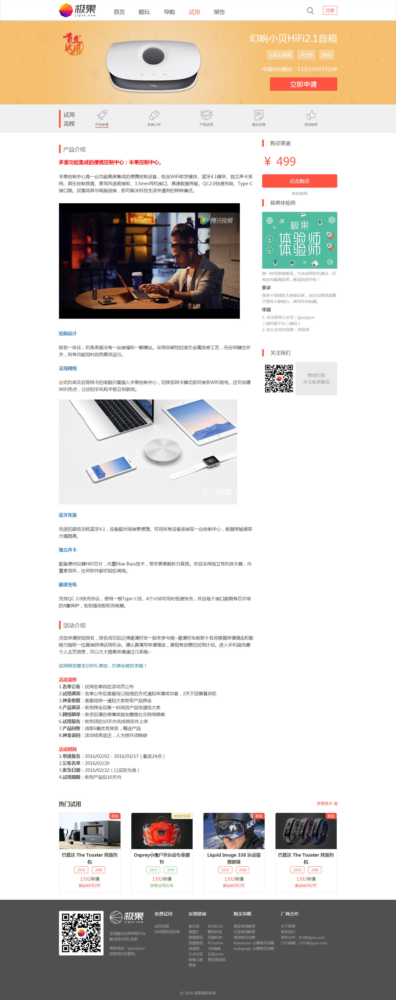 极果
jiguo.com
首页 酷玩 导购 试用 报告
注册
首发
试用
幻响小贝HiFi2.1音箱
126人申请 ￥599 20台
申请时间剩余：13天5小时37分钟
立即申请
试用
流程
开放申请 名单公布 产品试用 提交反馈 活动结束
产品介绍
多重功能集成的便携控制中心：半果控制中心。
半果控制中心是一台功能高度集成的便携控制设备，包含WiFi收发模块、蓝牙4.1模块、独立声卡系
统、音乐控制拨盘、麦克风语音接收、3.5mm耳机接口、高速数据传输、QC2.0快速充电、Type-C
接口等。仅需将其与电脑连接，即可解决科技生活中遇到的种种痛点。
腾讯视频
结构设计
极致一体化，机身表面没有一丝接缝和一颗螺丝。采用突破性的液态金属质感工艺，无任何键位开
关，所有功能同时自然高效运行。
无线网络
台式机或无自带网卡的电脑只需插入半果控制中心，切换至网卡模式即可接受WiFi信号。还可创建
WiFi热点，让你的手机和平板立刻联网。
极果
jiguo.com
蓝牙连接
先进的超低功耗蓝牙4.1，设备配对连接更便捷。可将所有设备连接至一台控制中心，数据传输速率
大幅提高。
独立声卡
配备德州仪器HiFi芯片，内置Max Bass技术，带来更高解析力音质。并且采用独立耳机放大器，内
置麦克风，任何软件都可轻松调用。
极速充电
支持QC 2.0快充协议，使用一根Type-C线，4个USB可同时极速快充，并且每个接口都拥有芯片级
的4重保护，告别插线板和充电器。
活动介绍
点击申请按钮报名，报名成功后记得邀请好友一起来参与哦~邀请好友数前十名将根据申请理由和影
响力抽取一位直接获得试用机会。请认真填写申请理由，展现有创意的试用计划。进入手机端完善
个人主页信息，可以大大提高申请通过几率哦~
试用报告要求100% 原创，抄袭会被封杀哦！
活动流程
1.名单公布：试用名单将在活动页公布
2.试用通知：名单公布后客服将以短信的方式通知申请成功者，2天不回复算弃权
3.押金收取：客服将统一通知大家收取产品押金
4.产品寄送：收到押金后第一时间将产品快递给大家
5.网络晒单：收货后请在微博或朋友圈等社交网络晒单
6.试用报告：收到货的10天内完成报告并上传
7.产品回收：选取6篇优秀报告，赠送产品
8.押金退回：活动结束返还，人为损坏须赔偿
活动时间
1.申请报名：2016/02/02 - 2016/02/17（截至24点）
2.公布名单：2016/02/20
3.发货日期：2016/02/22（以实际为准）
4.试用期限：收到产品后10天内
购买渠道
￥ 499
点击购买
来自官网
极果体验师
极果
体验师
体验师
第一时间体验新品，大众试用优先通过，还
有定向邀请试用，新品玩到手软！
要求
是某个领域的大神级玩家，在社交网络或圈
子里有大影响力，善写作会拍摄。
申请
1. 关注极果公众号：jguojguo
（或扫描下方二维码）
2. 在公众号内回复：体验师
关注我们
微信扫我
关注极果酷玩
热门试用
查看更多
首发
巴慕达 The Toaster 烤面包
机
2032 20台
1392申请
剩余时间2天
体验师专享
Osprey小鹰户外运动专业腰
包
2032 20台
1392申请
查看试用名单
首发
Liquid Image 338 运动摄
像眼镜
2032 20台
1392申请
剩余时间2天
首发
巴慕达 The Toaster 烤面包
机
2032 20台
1392申请
剩余时间2天
极果
jiguo.com
全球酷玩试用导购平台
酷·新奇·好玩·品质
微信添加“JguoJguo”
获取我们的服务。
免费试用
试用流程
如何提高成功率
友情链接
智东西 WEIBUSI
搜狐IT 腾讯科技
搜狐数码 凤凰科技
凤凰数码 PConline
泡泡网 3W咖啡
ZUK社区 亿觅emie
极客公园 易迅易启玩
果库
购买攻略
美亚海淘教程
日亚海淘教程
海淘转运攻略
kickstarter 众筹购买攻略
indiegogo 众筹购买攻略
厂商合作
关于极果
联系我们
商务合作：BD@jiguo.com
CEO邮箱：CEO@jiguo.com
© 2016 极果版权所有